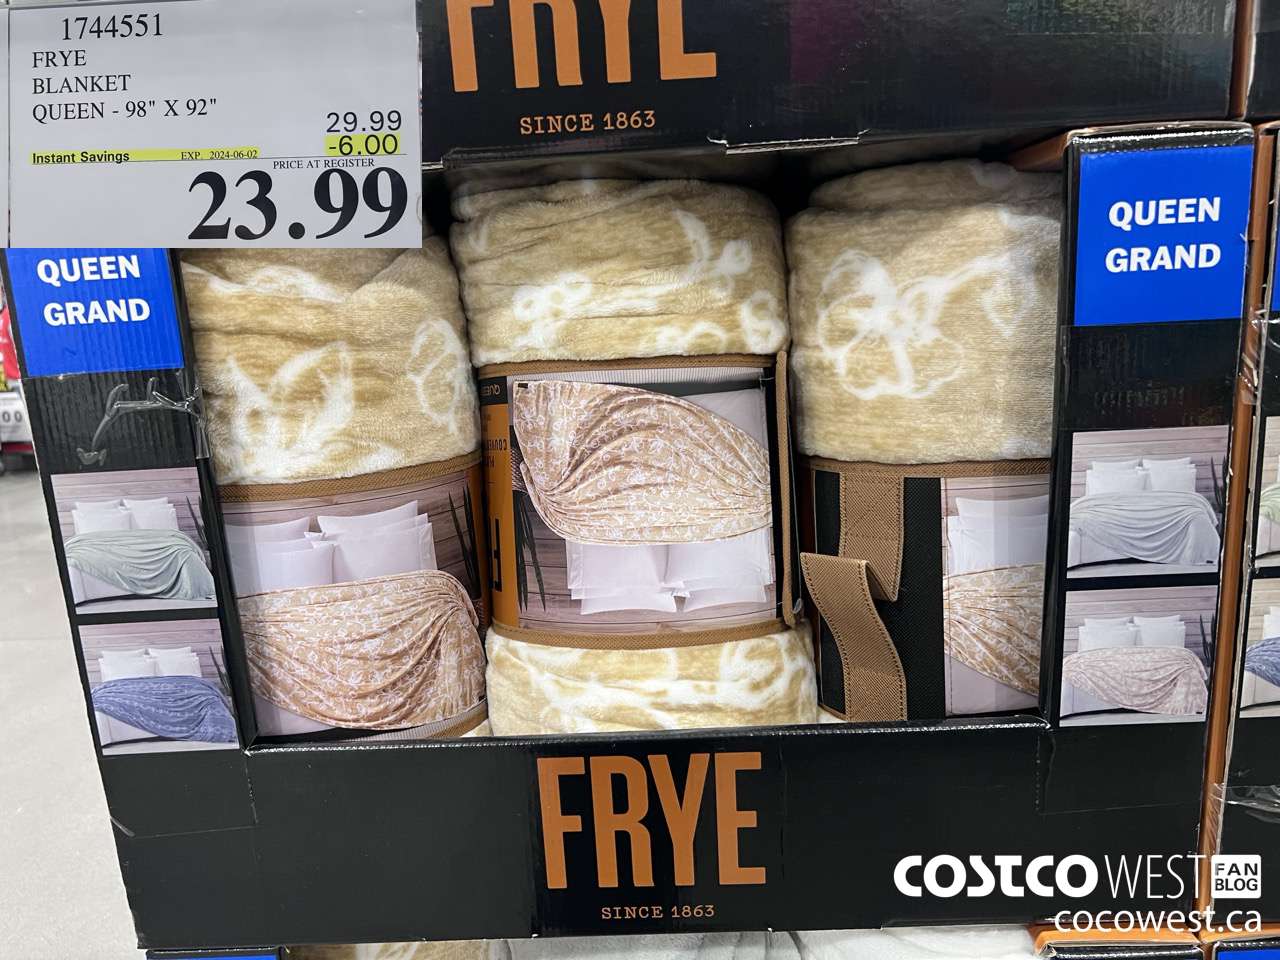 1744551
FRYE
BLANKET
QUEEN - 98" X 92"
29.99
-6.00
Instant Savings EXP. 2024-06-02
PRICE AT REGISTER
23.99
FRYE
SINCE 1863
QUEEN
GRAND
QUEEN
GRAND
FRYE
SINCE 1863
COSTCO WEST FAN BLOG
cocowest.ca